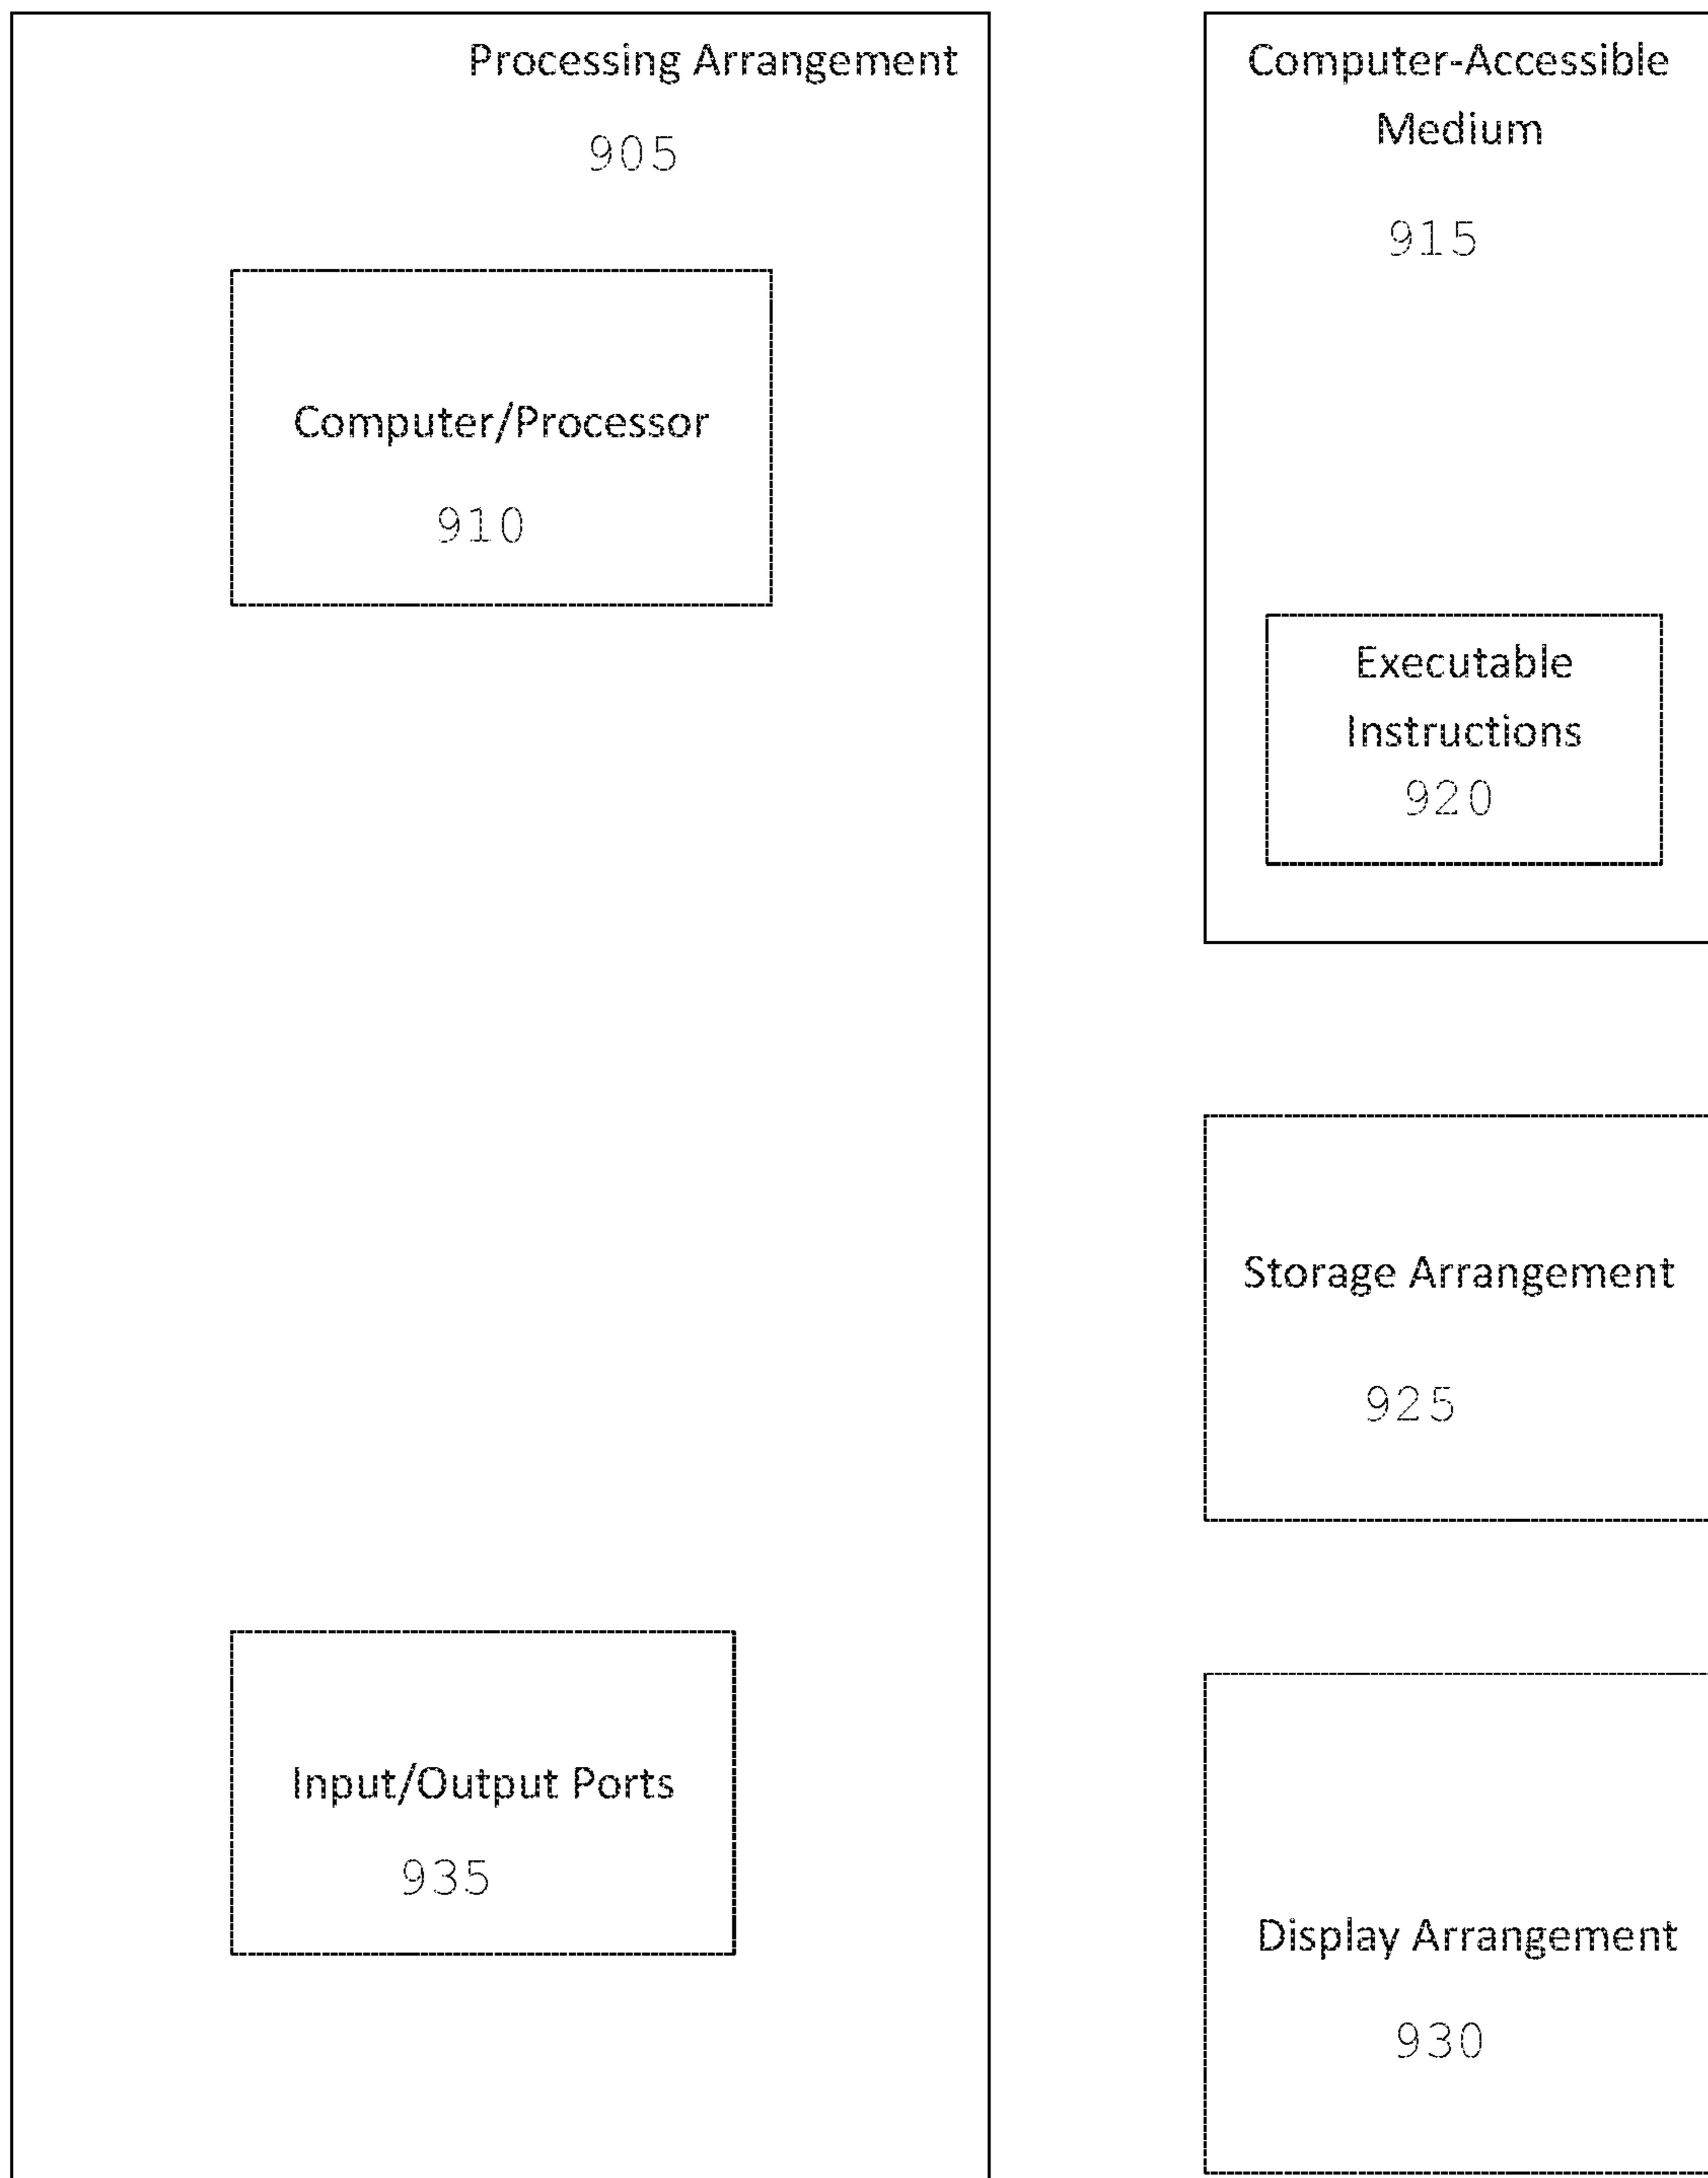 Processing Arrangement
905
Computer/Processor
910
Input/Output Ports
935
Computer-Accessible
Medium
915
Executable
Instructions
920
Storage Arrangement
925
Display Arrangement
930